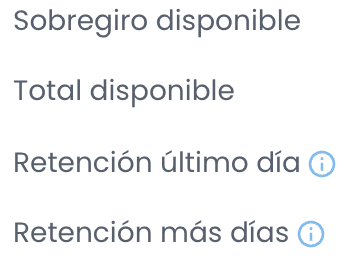 Sobregiro disponible
Total disponible
Retención último día
Retención más días